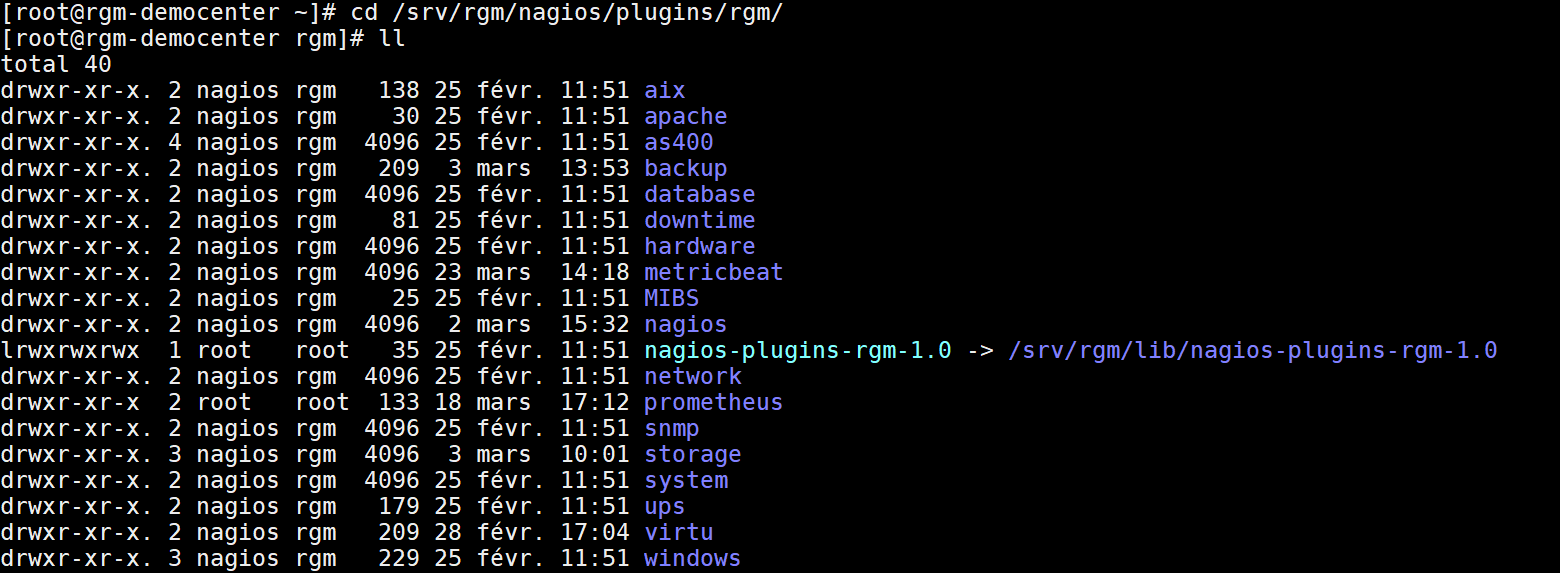 [root@rgm-democenter ~]# cd /srv/rgm/nagios/plugins/rgm/
[root@rgm-democenter rgm]# ll
total 40
drwxr-xr-x. 2 nagios rgm   138 25 févr. 11:51 aix
drwxr-xr-x. 2 nagios rgm    30 25 févr. 11:51 apache
drwxr-xr-x. 4 nagios rgm  4096 25 févr. 11:51 as400
drwxr-xr-x. 2 nagios rgm   209  3 mars  13:53 backup
drwxr-xr-x. 2 nagios rgm  4096 25 févr. 11:51 database
drwxr-xr-x. 2 nagios rgm    81 25 févr. 11:51 downtime
drwxr-xr-x. 2 nagios rgm  4096 25 févr. 11:51 hardware
drwxr-xr-x. 2 nagios rgm  4096 23 mars  14:18 metricbeat
drwxr-xr-x. 2 nagios rgm    25 25 févr. 11:51 MIBS
drwxr-xr-x. 2 nagios rgm  4096  2 mars  15:32 nagios
lrwxrwxrwx  1 root   root   35 25 févr. 11:51 nagios-plugins-rgm-1.0 -> /srv/rgm/lib/nagios-plugins-rgm-1.0
drwxr-xr-x. 2 nagios rgm  4096 25 févr. 11:51 network
drwxr-xr-x  2 root   root  133 18 mars  17:12 prometheus
drwxr-xr-x. 2 nagios rgm  4096 25 févr. 11:51 snmp
drwxr-xr-x. 3 nagios rgm  4096  3 mars  10:01 storage
drwxr-xr-x. 2 nagios rgm  4096 25 févr. 11:51 system
drwxr-xr-x. 2 nagios rgm   179 25 févr. 11:51 ups
drwxr-xr-x. 2 nagios rgm   209 28 févr. 17:04 virtu
drwxr-xr-x. 3 nagios rgm   229 25 févr. 11:51 windows